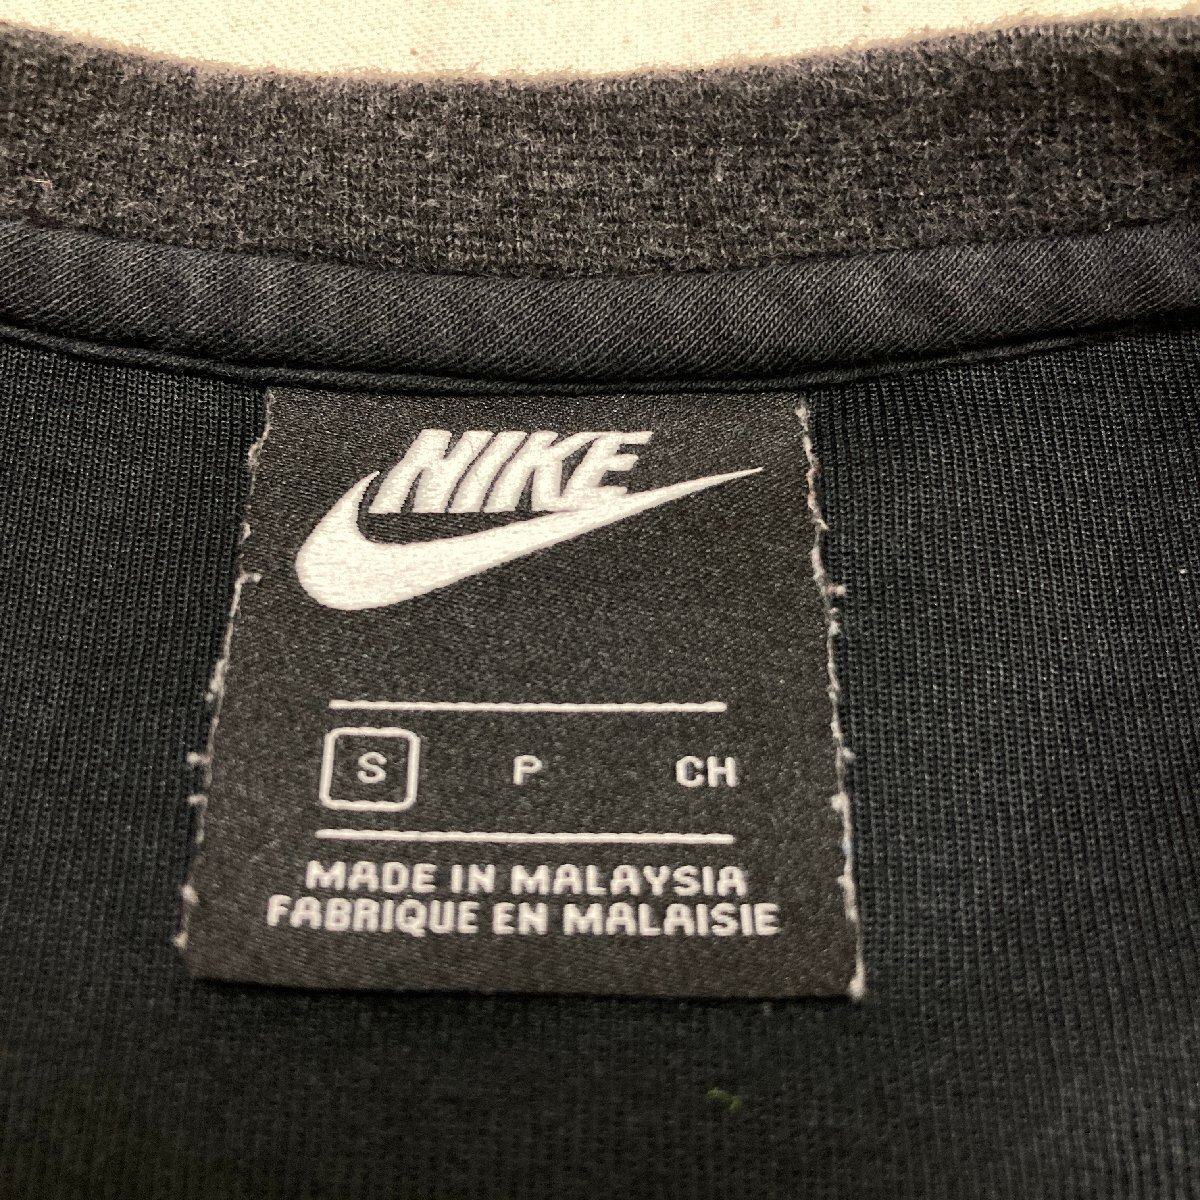 NIKE
S P CH
MADE IN MALAYSIA
FABRIQUE EN MALAISIE